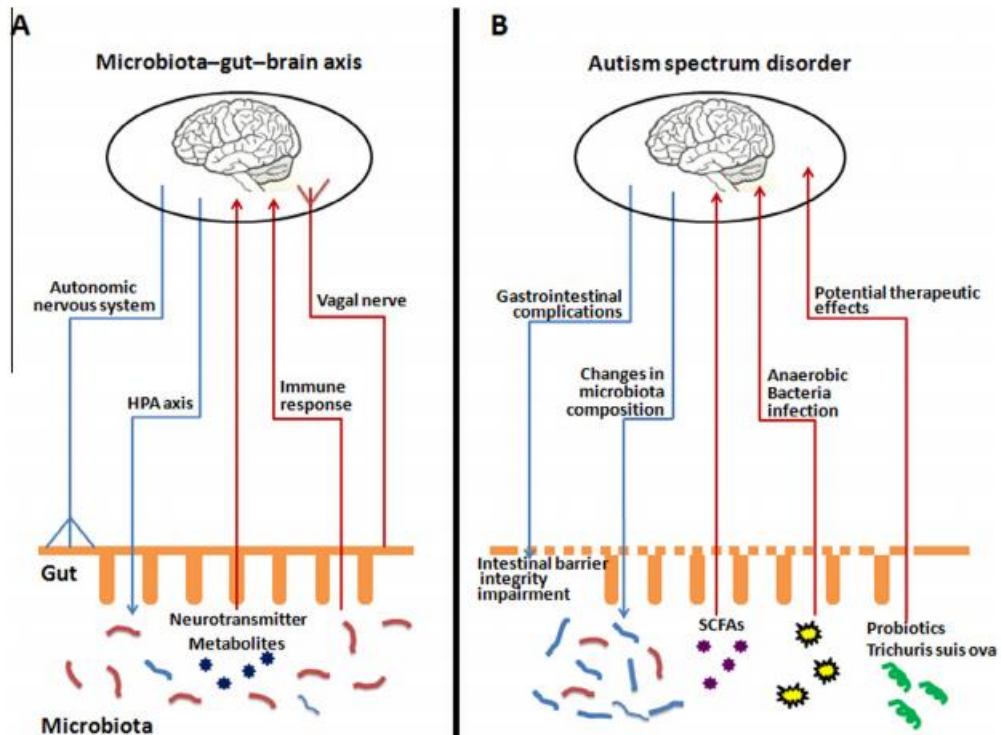 A
Microbiota–gut–brain axis
Autonomic
nervous system
Vagal nerve
HPA axis
Immune
response
Gut
Neurotransmitter
Metabolites
Microbiota
B
Autism spectrum disorder
Gastrointestinal
complications
Potential therapeutic
effects
Changes in
microbiota
composition
Anaerobic
Bacteria
infection
Intestinal barrier
integrity
impairment
SCFAs
Probiotics
Trichuris suis ova